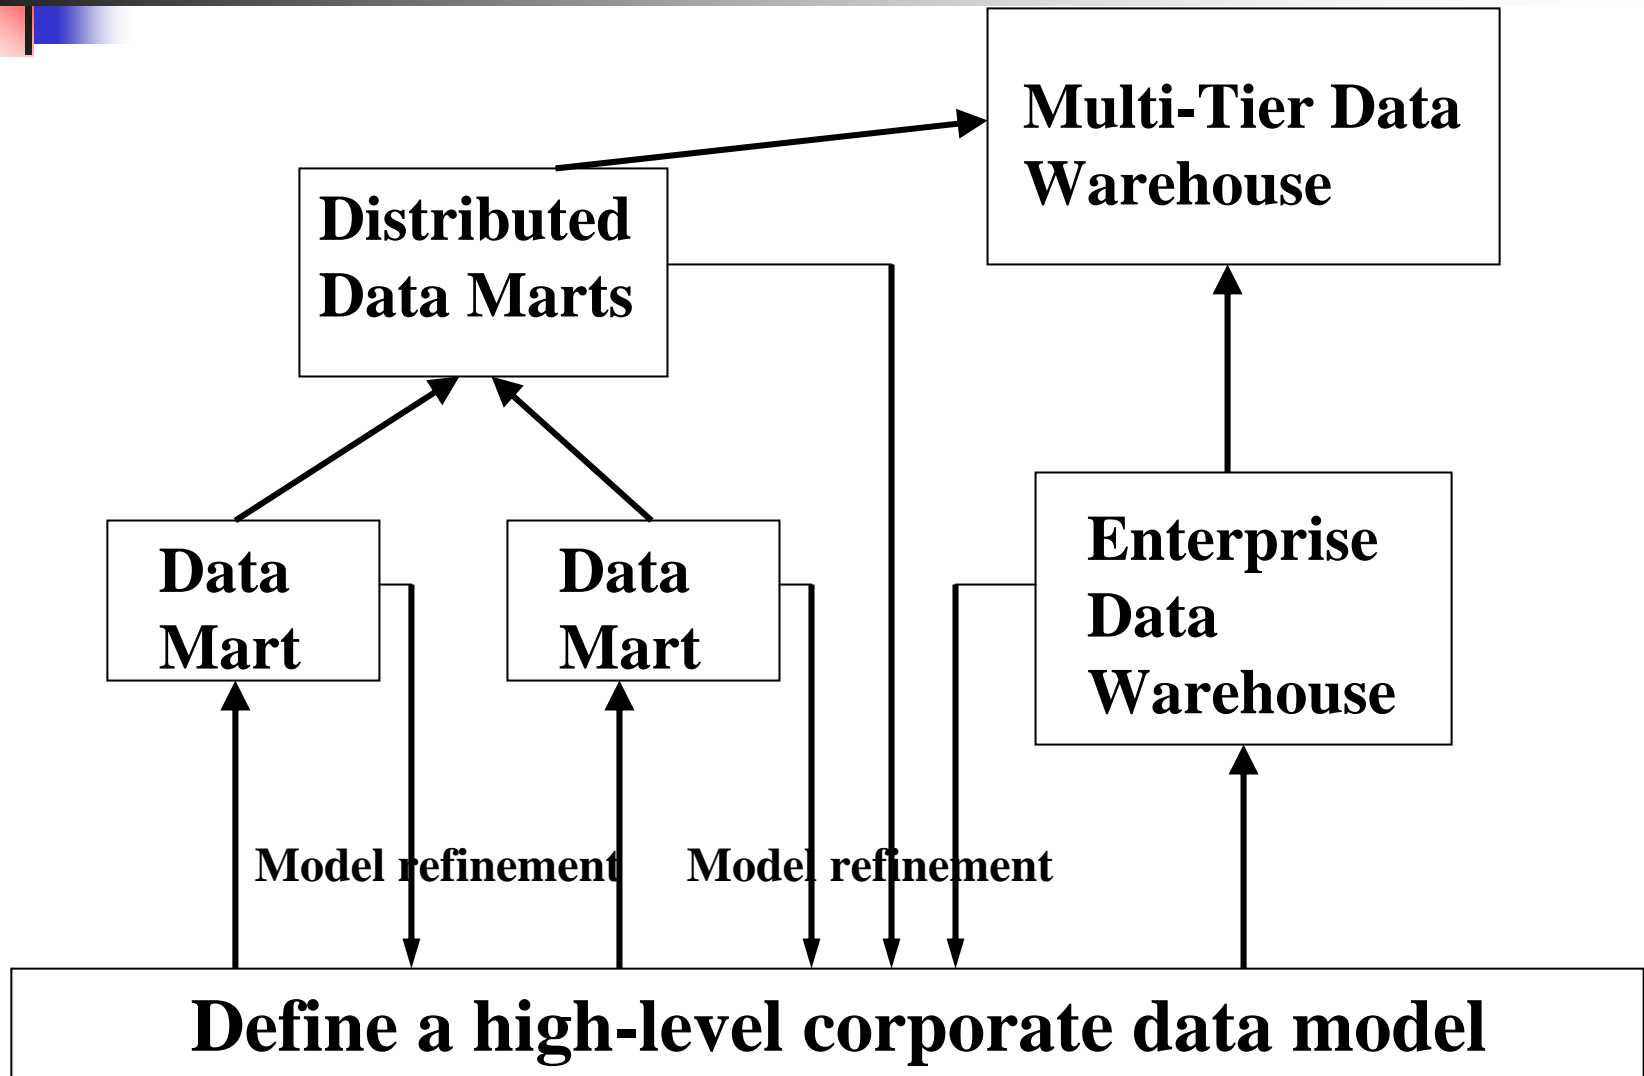 Multi-Tier Data
Warehouse
Distributed
Data Marts
Data
Mart
Data
Mart
Enterprise
Data
Warehouse
Model refinement
Model refinement
Define a high-level corporate data model